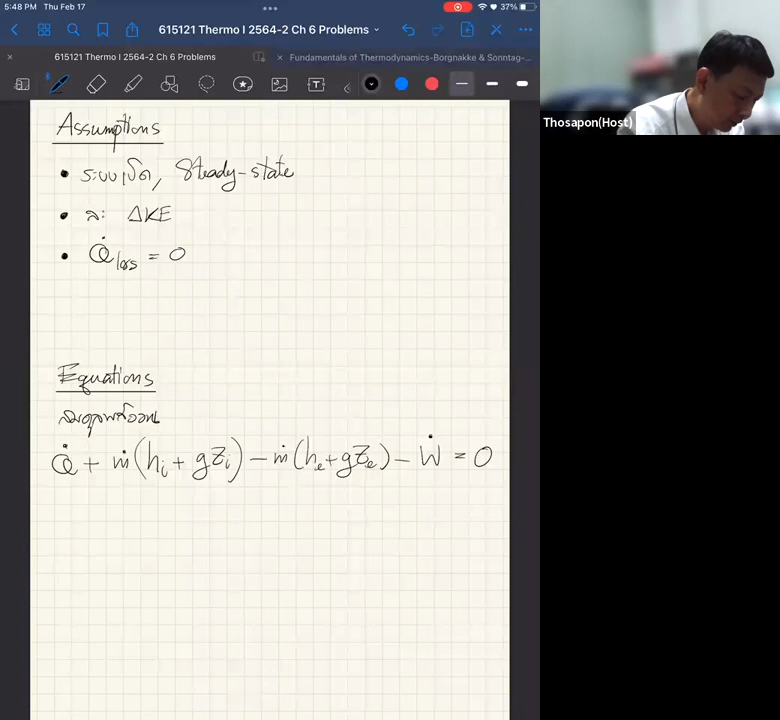 5:48 PM Thu Feb 17
37%
615121 Thermo I 2564-2 Ch 6 Problems
615121 Thermo I 2564-2 Ch 6 Problems
Fundamentals of Thermodynamics-Borgnakke & Sonntag-...
Thosapon(Host)
Assumptions
• ระบบเปิด, Steady-state
• ละ ΔKE
• Q̇loss = 0
Equations
สมดุลพลังงาน
Q̇ + ṁ(hᵢ + gzᵢ) − ṁ(hₑ + gzₑ) − Ẇ = 0